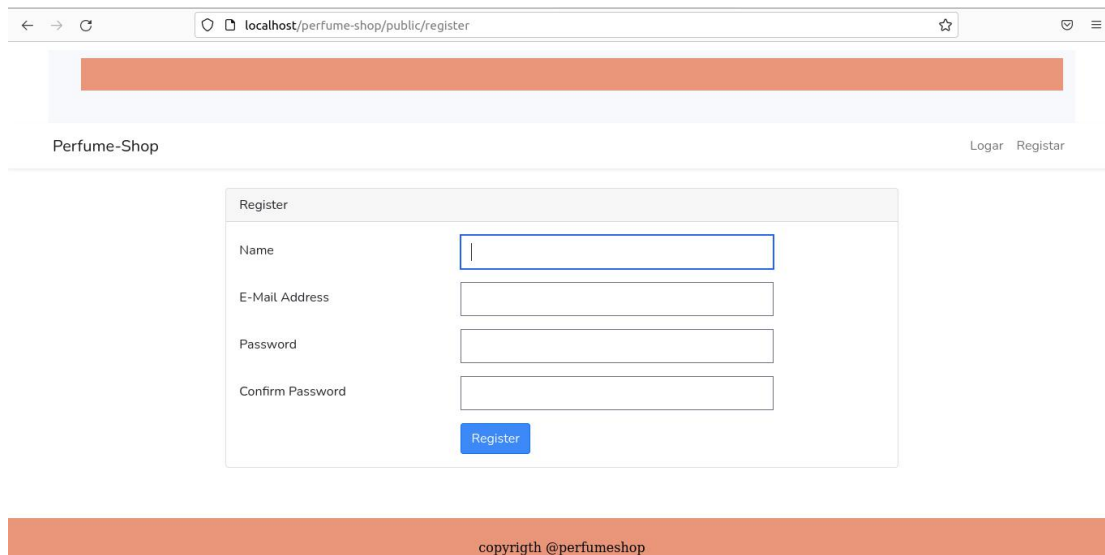 localhost/perfume-shop/public/register
Perfume-Shop
Logar Registar
Register
Name
E-Mail Address
Password
Confirm Password
Register
copyrigth @perfumeshop